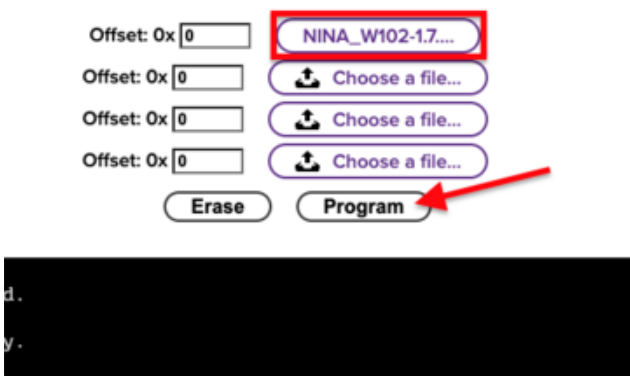 Offset: 0x 0 NINA_W102-1.7....
Offset: 0x 0 Choose a file...
Offset: 0x 0 Choose a file...
Offset: 0x 0 Choose a file...
Erase Program
d.
y.